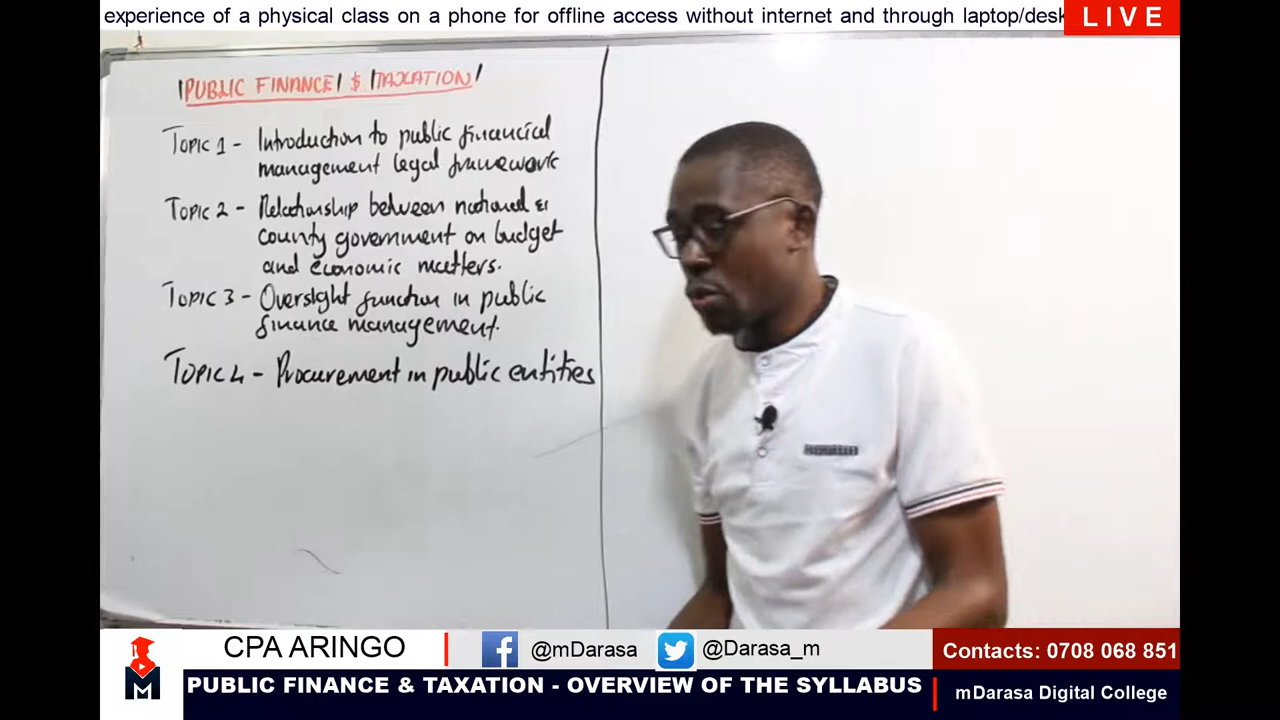 experience of a physical class on a phone for offline access without internet and through laptop/desk
LIVE
PUBLIC FINANCE & TAXATION
TOPIC 1 - Introduction to public financial
management legal framework
TOPIC 2 - Relationship between national &
county government on budget
and economic matters.
TOPIC 3 - Oversight function in public
finance management.
TOPIC 4 - Procurement in public entities
CPA ARINGO
@mDarasa
@Darasa_m
Contacts: 0708 068 851
M
PUBLIC FINANCE & TAXATION - OVERVIEW OF THE SYLLABUS
mDarasa Digital College